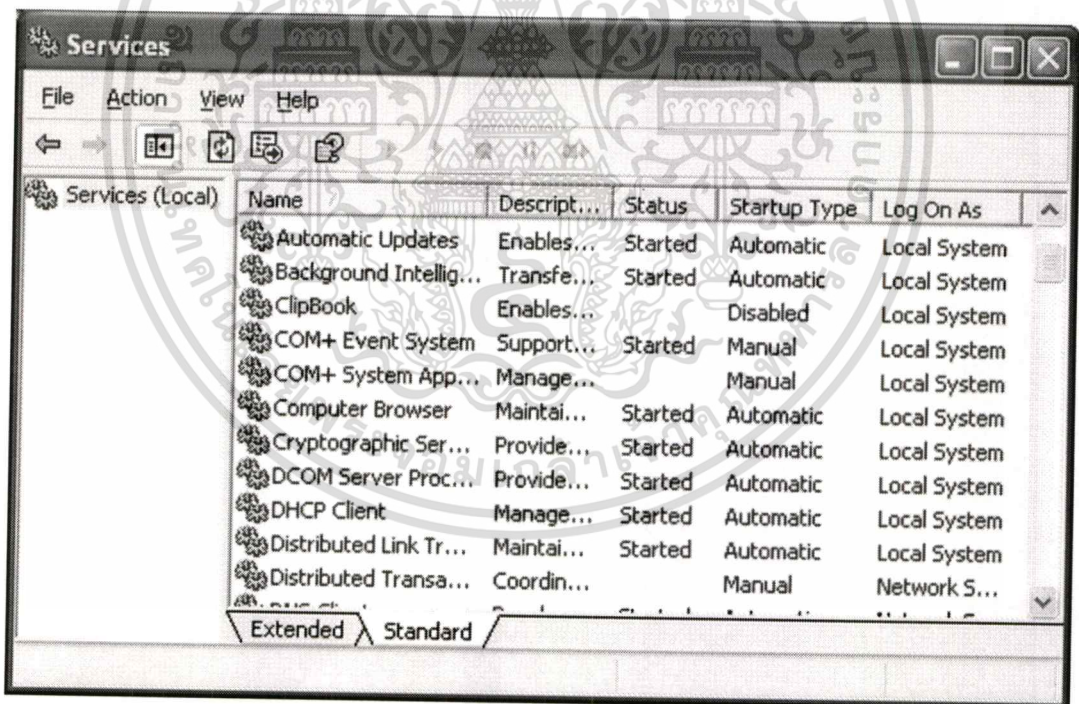 Services
File Action View Help
Services (Local)
Name Descript... Status Startup Type Log On As
Automatic Updates Enables... Started Automatic Local System
Background Intellig... Transfe... Started Automatic Local System
ClipBook Enables... Disabled Local System
COM+ Event System Support... Started Manual Local System
COM+ System App... Manage... Manual Local System
Computer Browser Maintai... Started Automatic Local System
Cryptographic Ser... Provide... Started Automatic Local System
DCOM Server Proc... Provide... Started Automatic Local System
DHCP Client Manage... Started Automatic Local System
Distributed Link Tr... Maintai... Started Automatic Local System
Distributed Transa... Coordin... Manual Network S...
Extended Standard